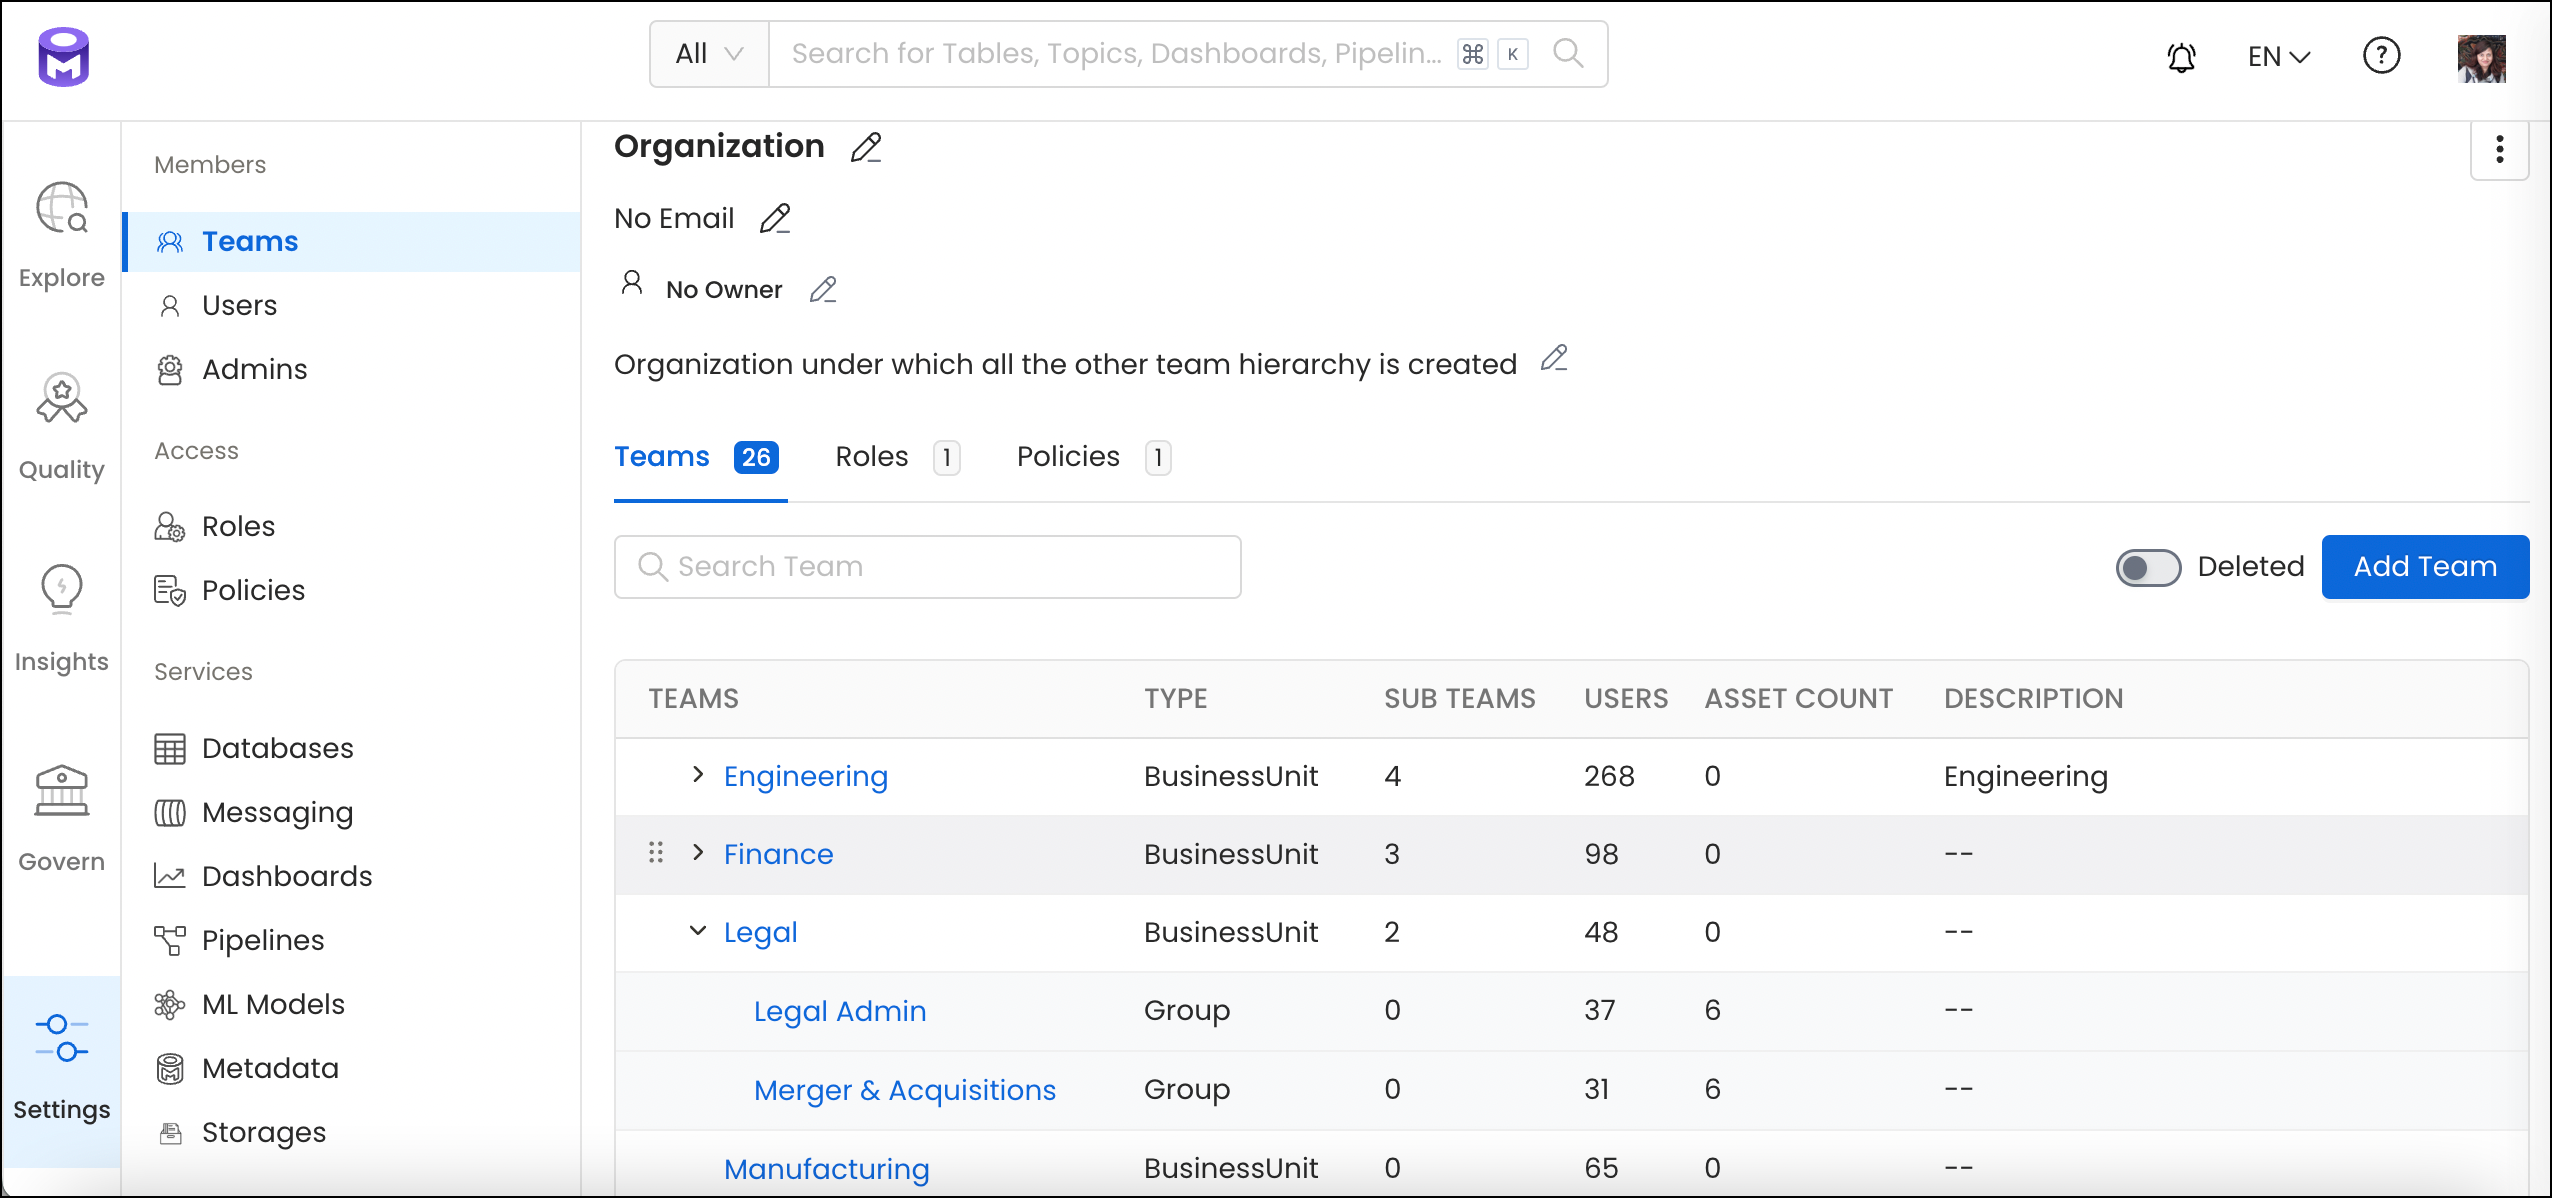 All
Search for Tables, Topics, Dashboards, Pipelin... ⌘ K
EN
?
Explore
Quality
Insights
Govern
Settings
Members
Teams
Users
Admins
Access
Roles
Policies
Services
Databases
Messaging
Dashboards
Pipelines
ML Models
Metadata
Storages
Organization
No Email
No Owner
Organization under which all the other team hierarchy is created
Teams 26 Roles 1 Policies 1
Search Team
Deleted
Add Team
TEAMS TYPE SUB TEAMS USERS ASSET COUNT DESCRIPTION
Engineering BusinessUnit 4 268 0 Engineering
Finance BusinessUnit 3 98 0 --
Legal BusinessUnit 2 48 0 --
Legal Admin Group 0 37 6 --
Merger & Acquisitions Group 0 31 6 --
Manufacturing BusinessUnit 0 65 0 --